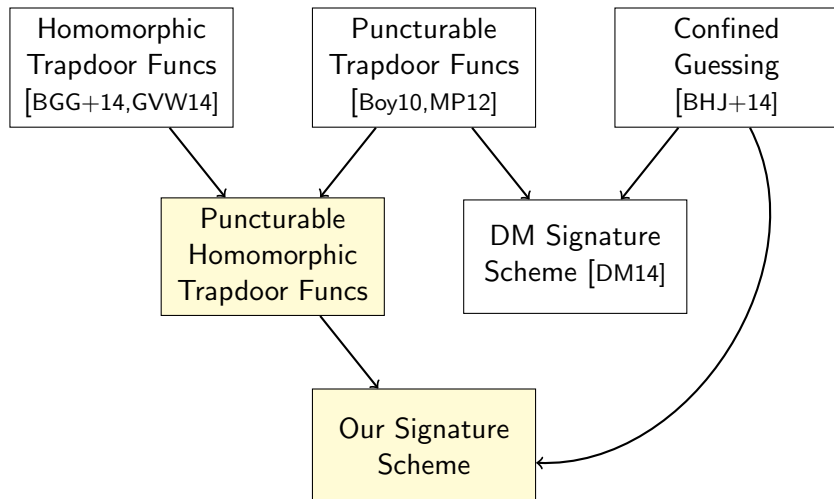 Homomorphic
Trapdoor Funcs
[BGG+14,GVW14]
Puncturable
Trapdoor Funcs
[Boy10,MP12]
Confined
Guessing
[BHJ+14]
Puncturable
Homomorphic
Trapdoor Funcs
DM Signature
Scheme [DM14]
Our Signature
Scheme